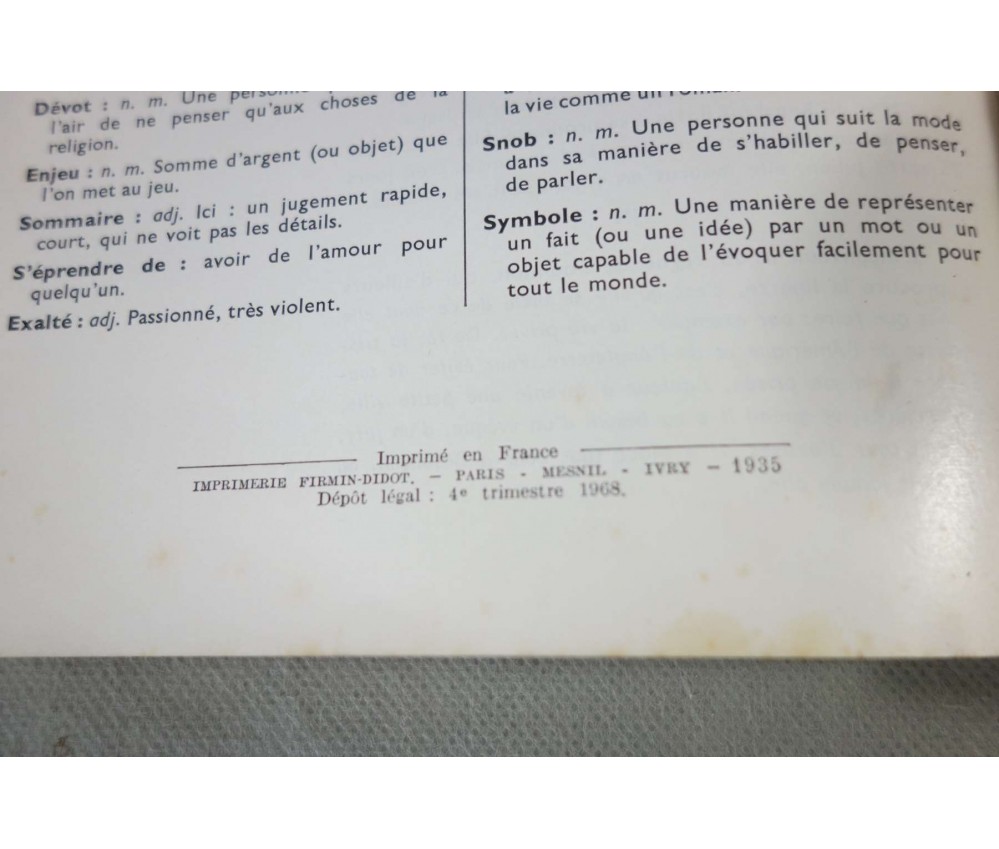 Dévot : n. m. Une
l'air de ne penser qu'aux choses de la
religion.
Enjeu : n. m. Somme d'argent (ou objet) que
l'on met au jeu.
Sommaire : adj. Ici : un jugement rapide,
court, qui ne voit pas les détails.
S'éprendre de : avoir de l'amour pour
quelqu'un.
Exalté : adj. Passionné, très violent.
la vie comme un
Snob : n. m. Une personne qui suit la mode
dans sa manière de s'habiller, de penser,
de parler.
Symbole : n. m. Une manière de représenter
un fait (ou une idée) par un mot ou un
objet capable de l'évoquer facilement pour
tout le monde.
Imprimé en France
IMPRIMERIE FIRMIN-DIDOT. — PARIS - MESNIL - IVRY — 1935
Dépôt légal : 4e trimestre 1968.